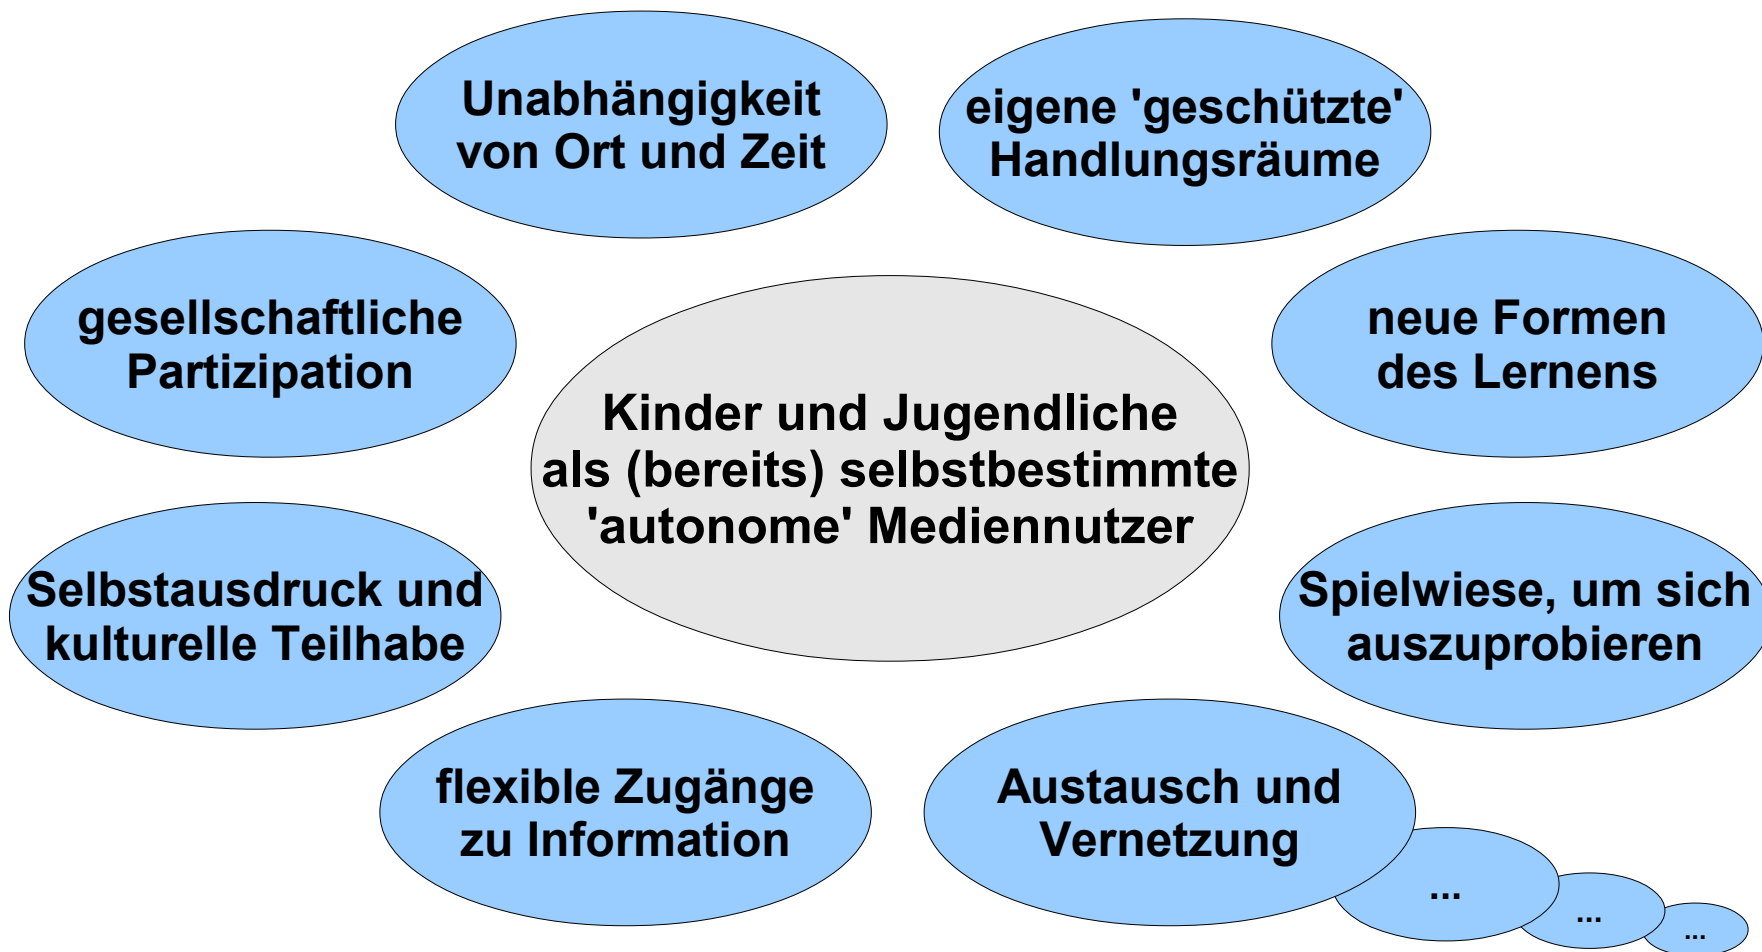 Unabhängigkeit
von Ort und Zeit
eigene 'geschützte'
Handlungsräume
gesellschaftliche
Partizipation
neue Formen
des Lernens
Kinder und Jugendliche
als (bereits) selbstbestimmte
'autonome' Mediennutzer
Selbstausdruck und
kulturelle Teilhabe
Spielwiese, um sich
auszuprobieren
flexible Zugänge
zu Information
Austausch und
Vernetzung
...
...
...